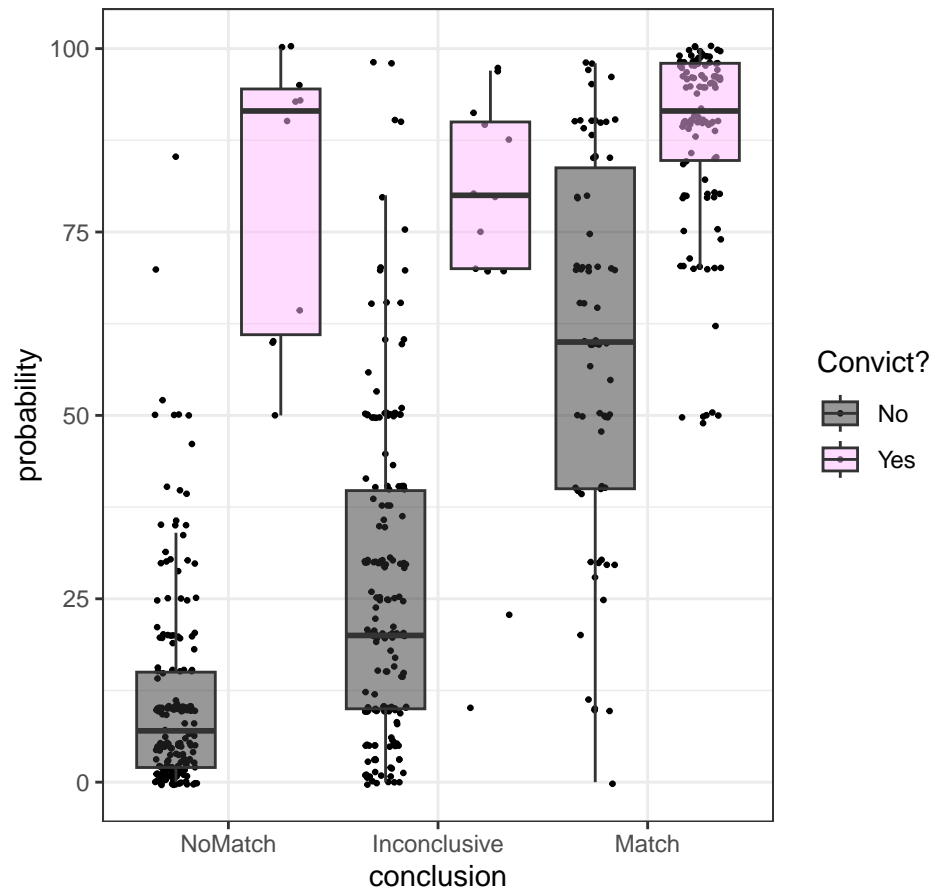 probability
100
75
50
25
0
NoMatch
Inconclusive
Match
conclusion
Convict?
No
Yes